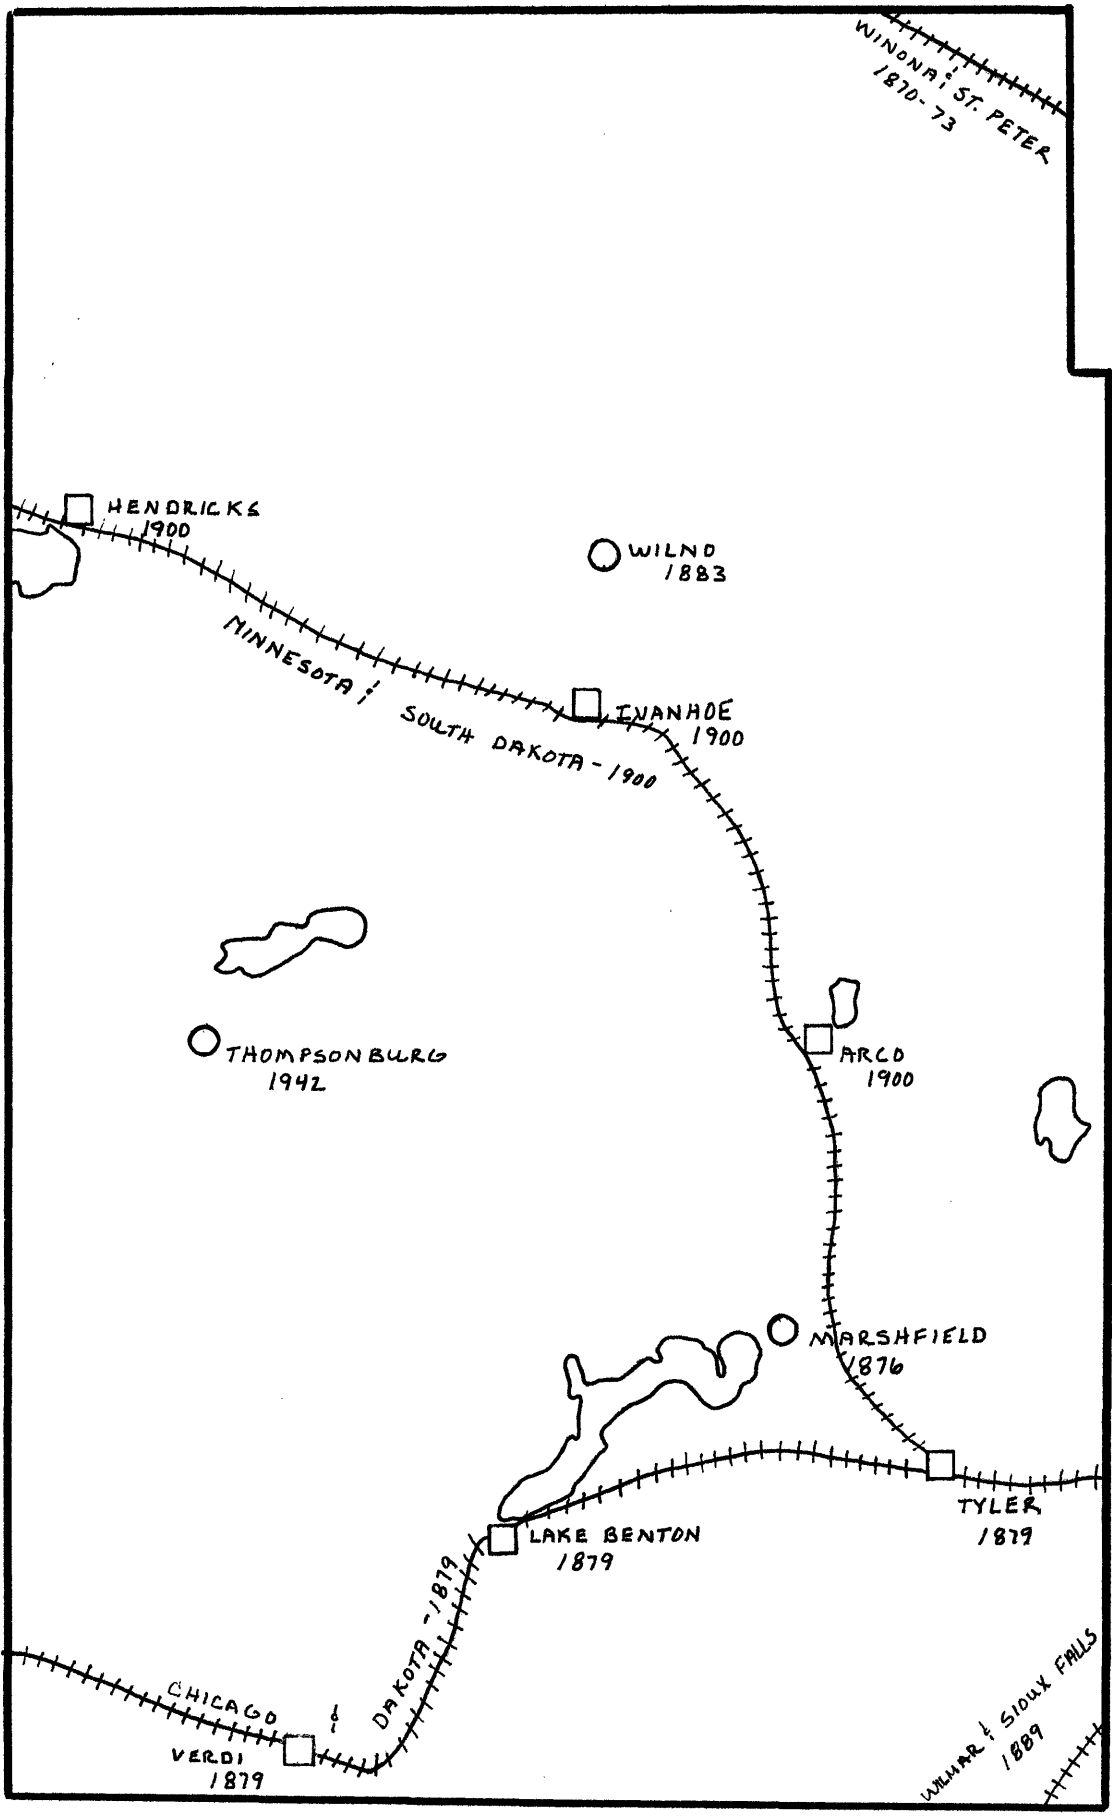 WINONA & ST. PETER
1870-73
HENDRICKS
1900
WILNO
1883
MINNESOTA & SOUTH DAKOTA - 1900
IVANHOE
1900
THOMPSONBURG
1942
ARCO
1900
MARSHFIELD
1876
TYLER
1879
LAKE BENTON
1879
CHICAGO & DAKOTA - 1879
VERDI
1879
WILMAR & SIOUX FALLS
1889